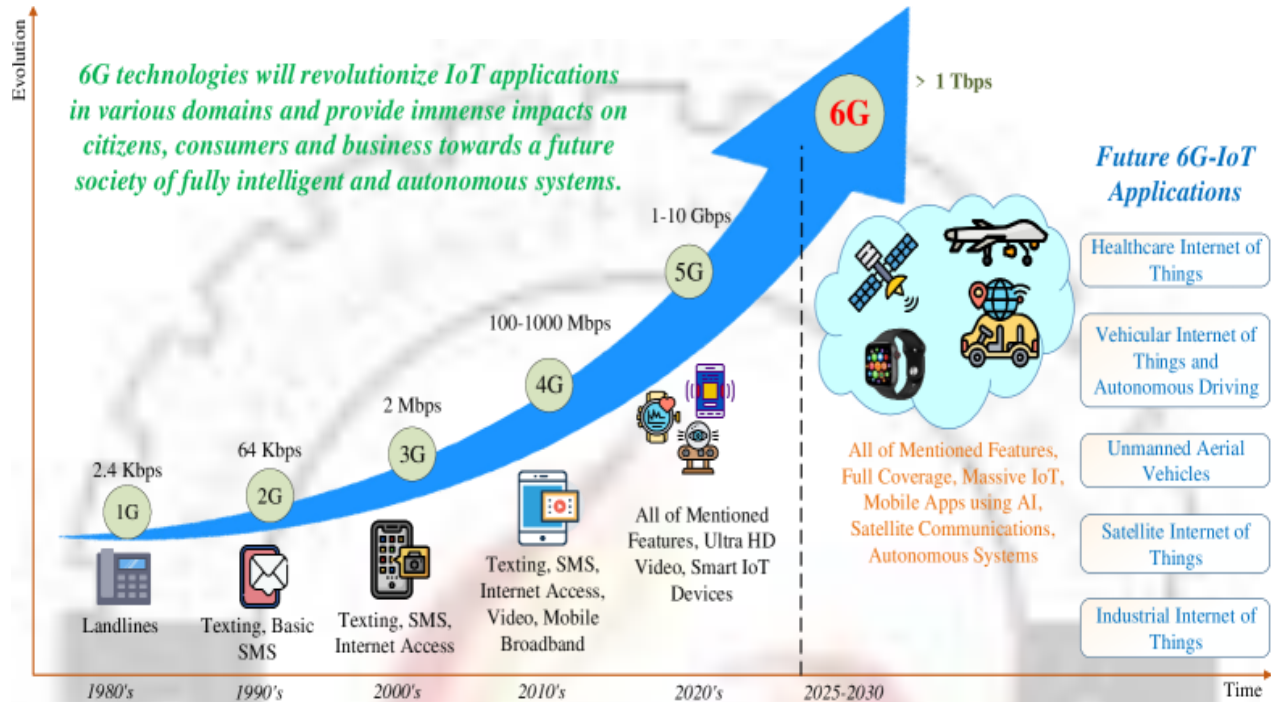 Evolution
6G technologies will revolutionize IoT applications
in various domains and provide immense impacts on
citizens, consumers and business towards a future
society of fully intelligent and autonomous systems.
6G
> 1 Tbps
Future 6G-IoT
Applications
1-10 Gbps
5G
Healthcare Internet of
Things
100-1000 Mbps
4G
Vehicular Internet of
Things and
Autonomous Driving
2 Mbps
3G
64 Kbps
2G
2.4 Kbps
1G
All of Mentioned Features,
Full Coverage, Massive IoT,
Mobile Apps using AI,
Satellite Communications,
Autonomous Systems
Unmanned Aerial
Vehicles
Satellite Internet of
Things
Industrial Internet of
Things
Landlines
Texting, Basic
SMS
Texting, SMS,
Internet Access
Texting, SMS,
Internet Access,
Video, Mobile
Broadband
All of Mentioned
Features, Ultra HD
Video, Smart IoT
Devices
1980's
1990's
2000's
2010's
2020's
2025-2030
Time